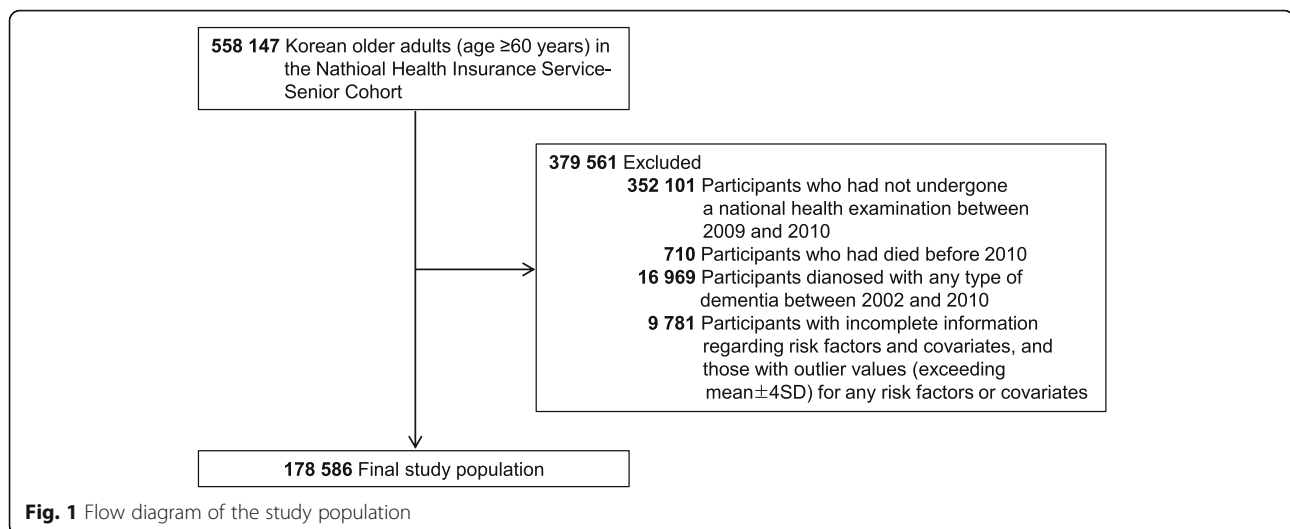 558 147 Korean older adults (age ≥60 years) in
the Nathioal Health Insurance Service-
Senior Cohort
379 561 Excluded
352 101 Participants who had not undergone
a national health examination between
2009 and 2010
710 Participants who had died before 2010
16 969 Participants dianosed with any type of
dementia between 2002 and 2010
9 781 Participants with incomplete information
regarding risk factors and covariates, and
those with outlier values (exceeding
mean±4SD) for any risk factors or covariates
178 586 Final study population
Fig. 1 Flow diagram of the study population